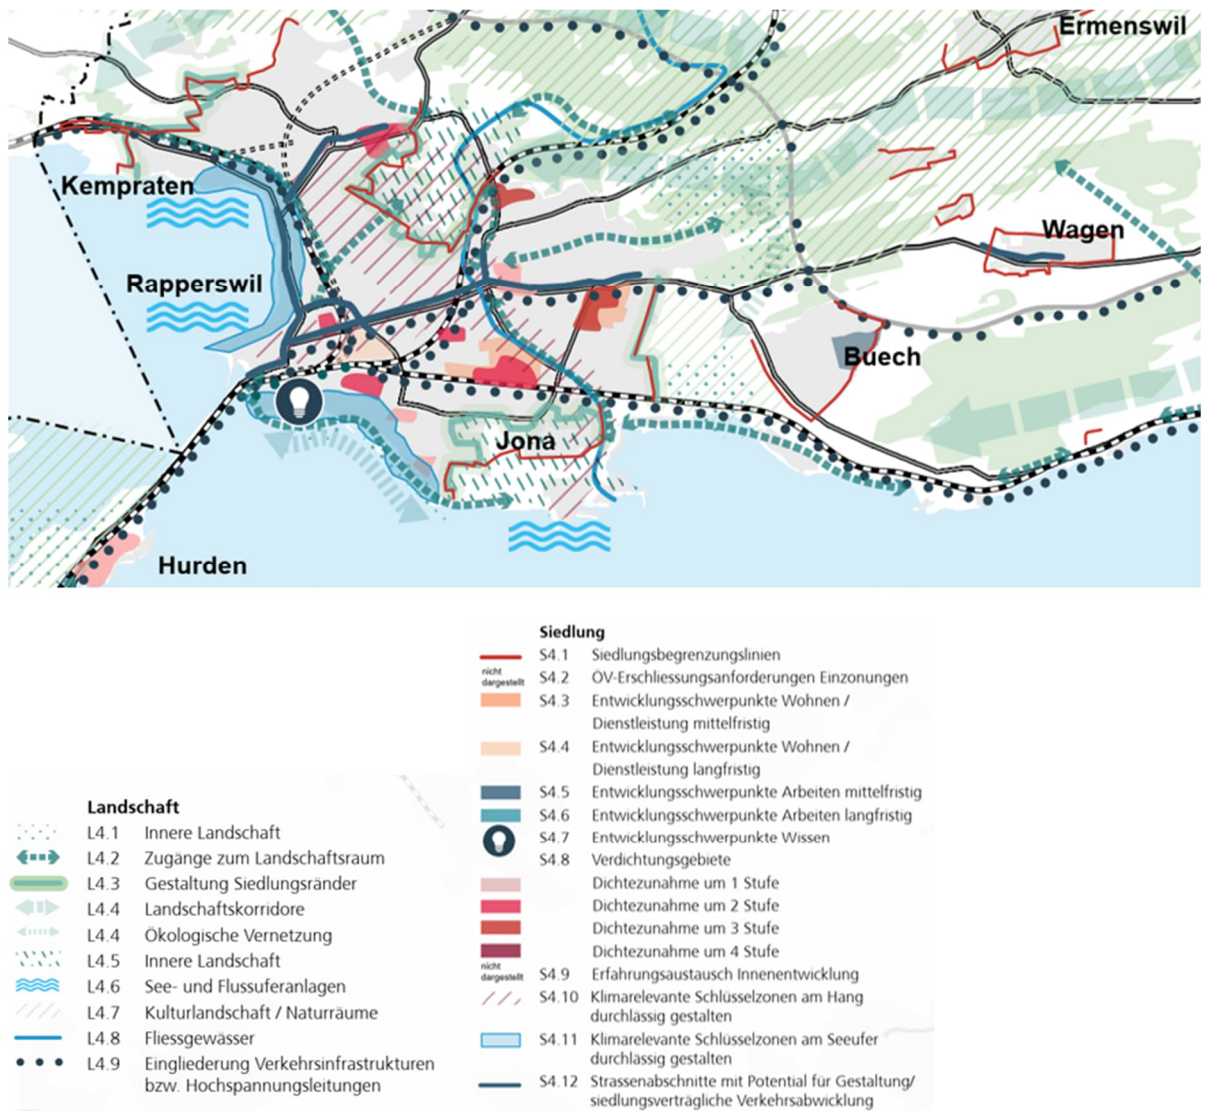 Ermenswil
Kempraten
Wagen
Rapperswil
Buech
Jona
Hurden
Landschaft
L4.1 Innere Landschaft
L4.2 Zugänge zum Landschaftsraum
L4.3 Gestaltung Siedlungsränder
L4.4 Landschaftskorridore
L4.4 Ökologische Vernetzung
L4.5 Innere Landschaft
L4.6 See- und Flussuferanlagen
L4.7 Kulturlandschaft / Naturräume
L4.8 Fliessgewässer
L4.9 Eingliederung Verkehrsinfrastrukturen
bzw. Hochspannungsleitungen
Siedlung
S4.1 Siedlungsbegrenzungslinien
nicht
dargestellt
S4.2 ÖV-Erschliessungsanforderungen Einzonungen
S4.3 Entwicklungsschwerpunkte Wohnen /
Dienstleistung mittelfristig
S4.4 Entwicklungsschwerpunkte Wohnen /
Dienstleistung langfristig
S4.5 Entwicklungsschwerpunkte Arbeiten mittelfristig
S4.6 Entwicklungsschwerpunkte Arbeiten langfristig
S4.7 Entwicklungsschwerpunkte Wissen
S4.8 Verdichtungsgebiete
Dichtezunahme um 1 Stufe
Dichtezunahme um 2 Stufe
Dichtezunahme um 3 Stufe
Dichtezunahme um 4 Stufe
nicht
dargestellt
S4.9 Erfahrungsaustausch Innenentwicklung
S4.10 Klimarelevante Schlüsselzonen am Hang
durchlässig gestalten
S4.11 Klimarelevante Schlüsselzonen am Seeufer
durchlässig gestalten
S4.12 Strassenabschnitte mit Potential für Gestaltung/
siedlungsverträgliche Verkehrsabwicklung